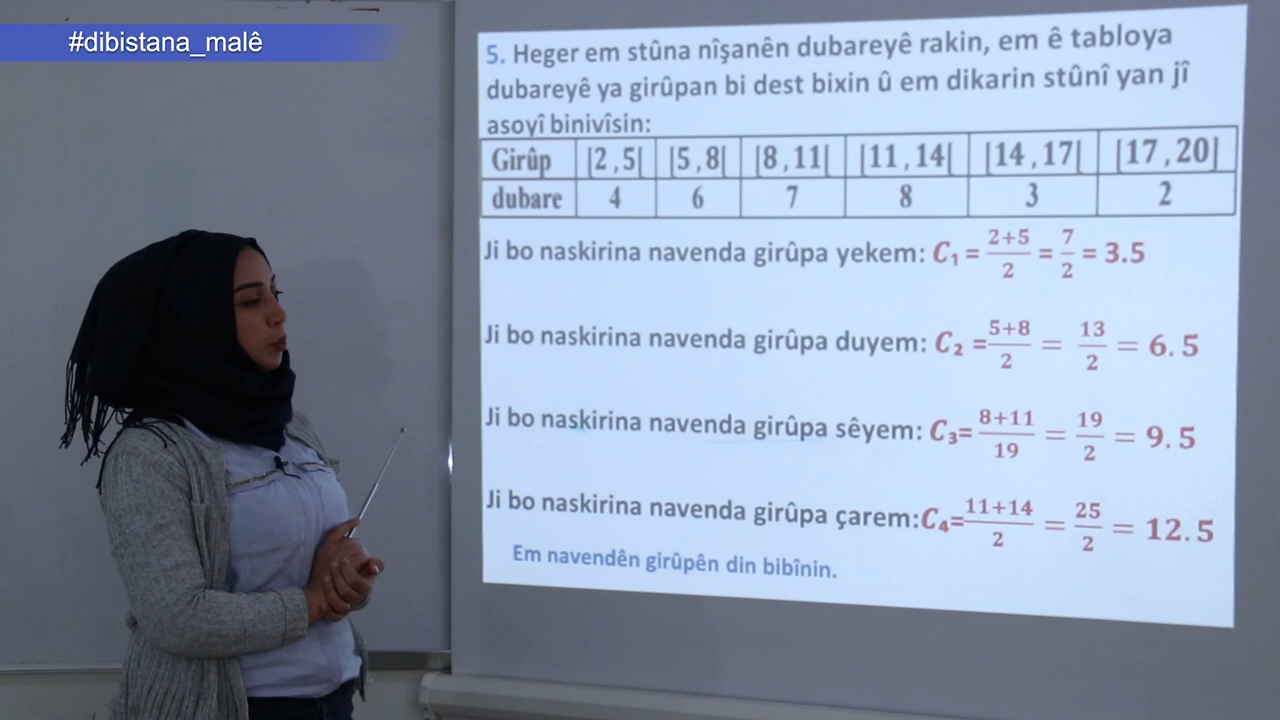 #dibistana_malê
5. Heger em stûna nîşanên dubareyê rakin, em ê tabloya
dubareyê ya girûpan bi dest bixin û em dikarin stûnî yan jî
asoyî binivîsin:
Girûp [2 , 5[ [5 , 8[ [8 , 11[ [11 , 14[ [14 , 17[ [17 , 20]
dubare 4 6 7 8 3 2
Ji bo naskirina navenda girûpa yekem: C₁ = (2+5)/2 = 7/2 = 3.5
Ji bo naskirina navenda girûpa duyem: C₂ = (5+8)/2 = 13/2 = 6.5
Ji bo naskirina navenda girûpa sêyem: C₃= (8+11)/19 = 19/2 = 9.5
Ji bo naskirina navenda girûpa çarem:C₄= (11+14)/2 = 25/2 = 12.5
Em navendên girûpên din bibînin.